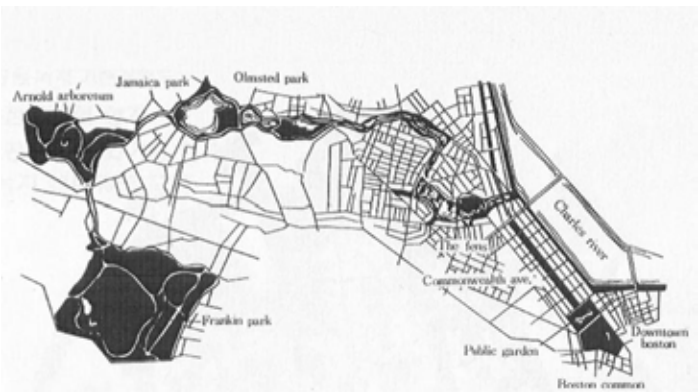 Jamaica park
Olmsted park
Arnold arboretum
Charles river
The fens
Commonwealth ave.
Frankin park
Public garden
Downtown
boston
Boston common